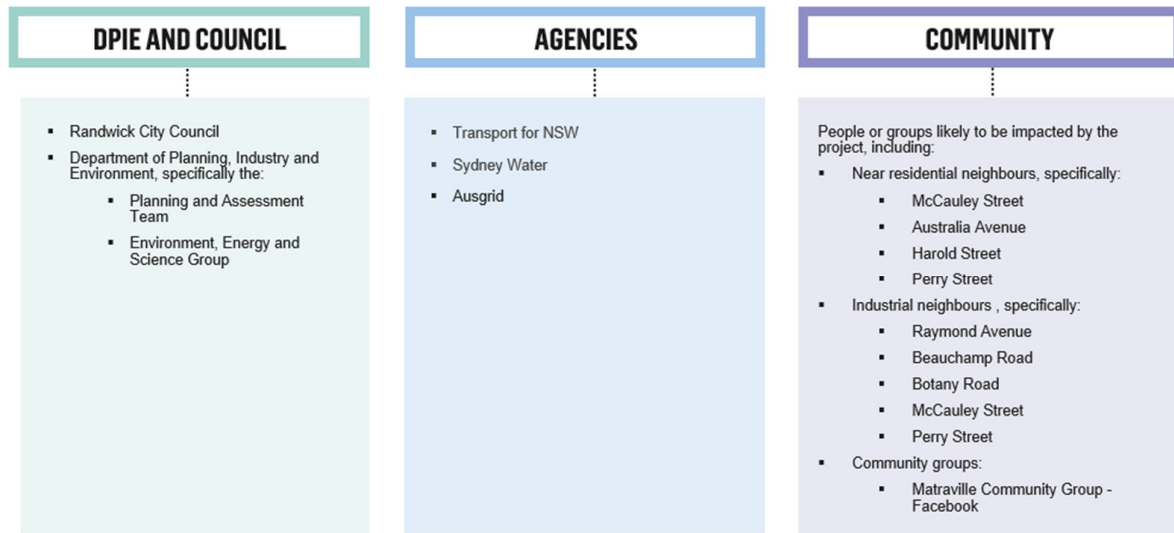 DPIE AND COUNCIL
Randwick City Council
Department of Planning, Industry and
Environment, specifically the:
Planning and Assessment
Team
Environment, Energy and
Science Group
AGENCIES
Transport for NSW
Sydney Water
Ausgrid
COMMUNITY
People or groups likely to be impacted by the
project, including:
Near residential neighbours, specifically:
McCauley Street
Australia Avenue
Harold Street
Perry Street
Industrial neighbours , specifically:
Raymond Avenue
Beauchamp Road
Botany Road
McCauley Street
Perry Street
Community groups:
Matraville Community Group -
Facebook